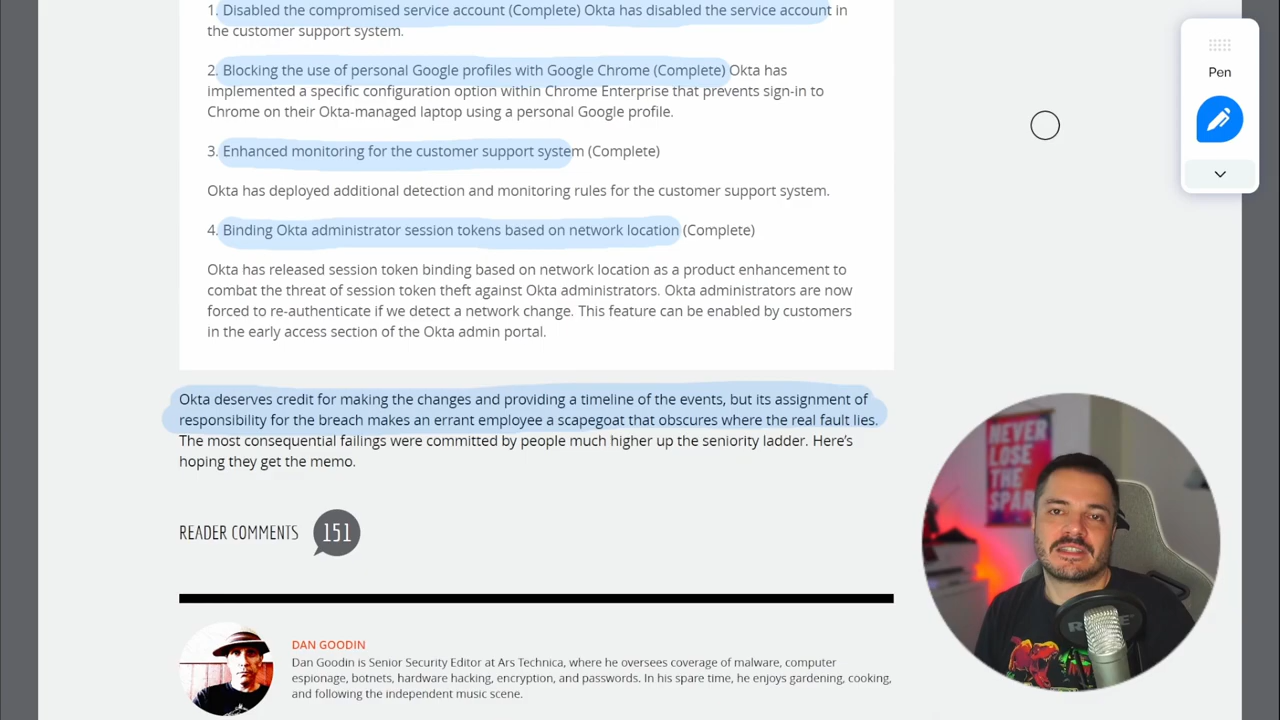 1. Disabled the compromised service account (Complete) Okta has disabled the service account in
the customer support system.
2. Blocking the use of personal Google profiles with Google Chrome (Complete) Okta has
implemented a specific configuration option within Chrome Enterprise that prevents sign-in to
Chrome on their Okta-managed laptop using a personal Google profile.
3. Enhanced monitoring for the customer support system (Complete)
Okta has deployed additional detection and monitoring rules for the customer support system.
4. Binding Okta administrator session tokens based on network location (Complete)
Okta has released session token binding based on network location as a product enhancement to
combat the threat of session token theft against Okta administrators. Okta administrators are now
forced to re-authenticate if we detect a network change. This feature can be enabled by customers
in the early access section of the Okta admin portal.
Okta deserves credit for making the changes and providing a timeline of the events, but its assignment of
responsibility for the breach makes an errant employee a scapegoat that obscures where the real fault lies.
The most consequential failings were committed by people much higher up the seniority ladder. Here's
hoping they get the memo.
READER COMMENTS 151
DAN GOODIN
Dan Goodin is Senior Security Editor at Ars Technica, where he oversees coverage of malware, computer
espionage, botnets, hardware hacking, encryption, and passwords. In his spare time, he enjoys gardening, cooking,
and following the independent music scene.
Pen
NEVER
LOSE
THE
SPAR
RØDE